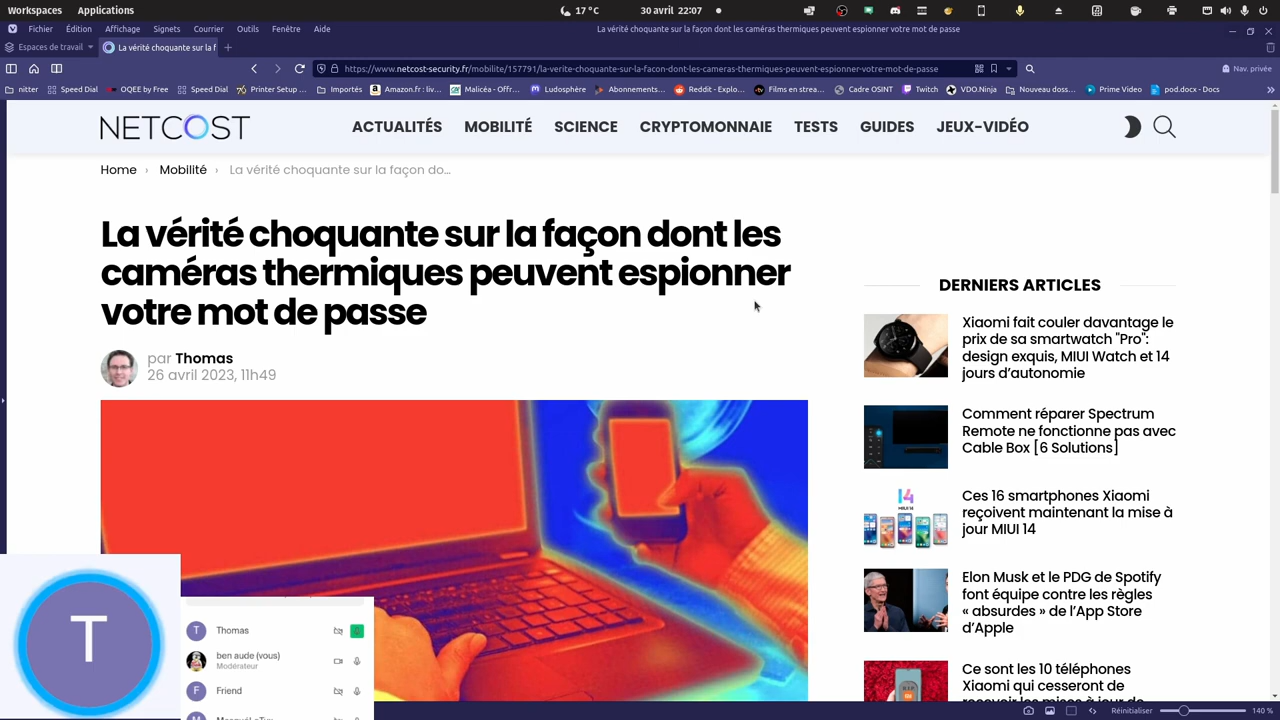 Workspaces
Applications
21°C
27 avr. 20:30
fr
Fichier
Édition
Affichage
Signets
Courrier
Outils
Fenêtre
Aide
La vérité choquante sur la façon dont les caméras thermiques peuvent espionner votre mot de passe
Espaces de travail
La vérité choquante sur la f
https://www.netcost-security.fr/mobilite/157791/la-verite-choquante-sur-la-facon-dont-les-cameras-thermiques-peuvent-espionner-votre-mot-de-passe
Nav. privée
nitter
Speed Dial
OQEE by Free
Speed Dial
Printer Setup ...
Importés
Amazon.fr : liv...
Malicéa - Offr...
Ludosphère
Abonnements...
Reddit - Explo...
Films en strea...
Cadre OSINT
Twitch
VDO.Ninja
Nouveau doss...
Prime Video
pod.docx - Docs
NETCOST
ACTUALITÉS
MOBILITÉ
SCIENCE
CRYPTOMONNAIE
TESTS
GUIDES
JEUX-VIDÉO
Home › Mobilité › La vérité choquante sur la façon do...
La vérité choquante sur la façon dont les
caméras thermiques peuvent espionner
votre mot de passe
par Thomas
26 avril 2023, 11h49
DERNIERS ARTICLES
Xiaomi fait couler davantage le
prix de sa smartwatch "Pro":
design exquis, MIUI Watch et 14
jours d’autonomie
Comment réparer Spectrum
Remote ne fonctionne pas avec
Cable Box [6 Solutions]
14
MIUI 14
Ces 16 smartphones Xiaomi
reçoivent maintenant la mise à
jour MIUI 14
Elon Musk et le PDG de Spotify
font équipe contre les règles
« absurdes » de l’App Store
d’Apple
Ce sont les 10 téléphones
Xiaomi qui cesseront de
T
T
Thomas
ben aude (vous)
Modérateur
F
Friend
Réinitialiser
140 %